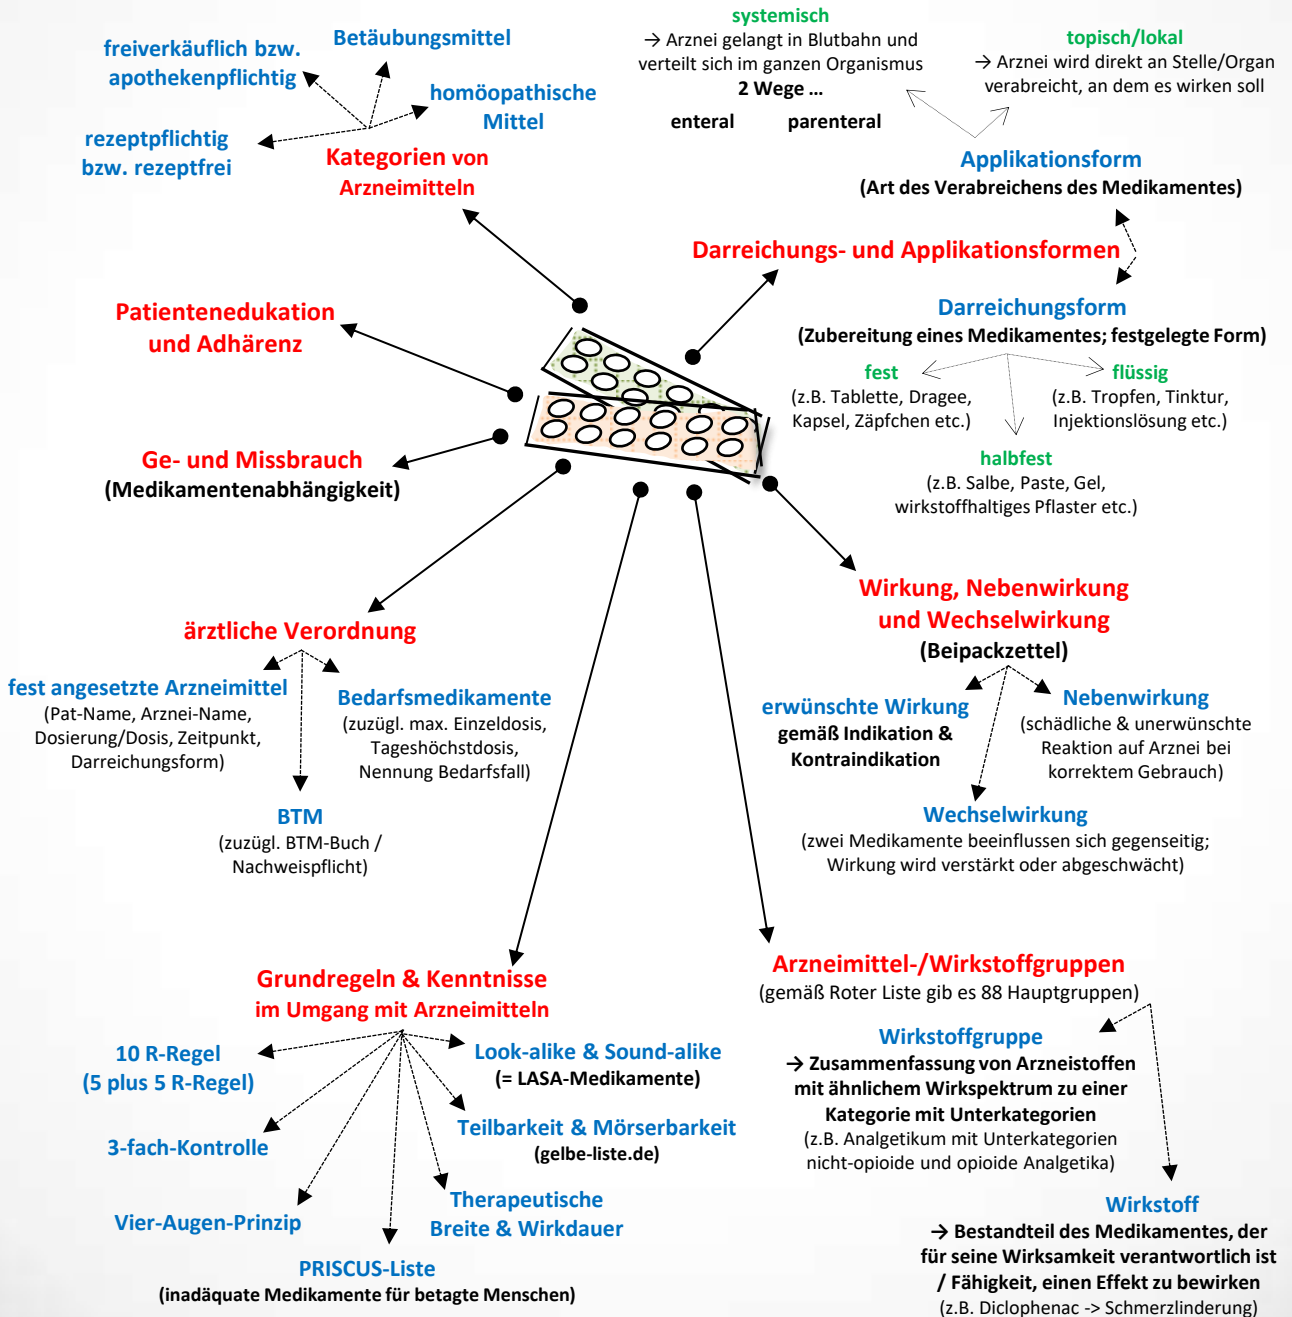 freiverkäuflich bzw.
apothekenpflichtig
Betäubungsmittel
homöopathische
Mittel
rezeptpflichtig
bzw. rezeptfrei
Kategorien von
Arzneimitteln
systemisch
→ Arznei gelangt in Blutbahn und
verteilt sich im ganzen Organismus
2 Wege ...
enteral parenteral
topisch/lokal
→ Arznei wird direkt an Stelle/Organ
verabreicht, an dem es wirken soll
Applikationsform
(Art des Verabreichens des Medikamentes)
Darreichungs- und Applikationsformen
Darreichungsform
(Zubereitung eines Medikamentes; festgelegte Form)
fest
(z.B. Tablette, Dragee,
Kapsel, Zäpfchen etc.)
flüssig
(z.B. Tropfen, Tinktur,
Injektionslösung etc.)
halbfest
(z.B. Salbe, Paste, Gel,
wirkstoffhaltiges Pflaster etc.)
Patientenedukation
und Adhärenz
Ge- und Missbrauch
(Medikamentenabhängigkeit)
ärztliche Verordnung
fest angesetzte Arzneimittel
(Pat-Name, Arznei-Name,
Dosierung/Dosis, Zeitpunkt,
Darreichungsform)
Bedarfsmedikamente
(zuzügl. max. Einzeldosis,
Tageshöchstdosis,
Nennung Bedarfsfall)
BTM
(zuzügl. BTM-Buch /
Nachweispflicht)
Wirkung, Nebenwirkung
und Wechselwirkung
(Beipackzettel)
erwünschte Wirkung
gemäß Indikation &
Kontraindikation
Nebenwirkung
(schädliche & unerwünschte
Reaktion auf Arznei bei
korrektem Gebrauch)
Wechselwirkung
(zwei Medikamente beeinflussen sich gegenseitig;
Wirkung wird verstärkt oder abgeschwächt)
Grundregeln & Kenntnisse
im Umgang mit Arzneimitteln
10 R-Regel
(5 plus 5 R-Regel)
3-fach-Kontrolle
Vier-Augen-Prinzip
PRISCUS-Liste
(inadäquate Medikamente für betagte Menschen)
Look-alike & Sound-alike
(= LASA-Medikamente)
Teilbarkeit & Mörserbarkeit
(gelbe-liste.de)
Therapeutische
Breite & Wirkdauer
Arzneimittel-/Wirkstoffgruppen
(gemäß Roter Liste gib es 88 Hauptgruppen)
Wirkstoffgruppe
→ Zusammenfassung von Arzneistoffen
mit ähnlichem Wirkspektrum zu einer
Kategorie mit Unterkategorien
(z.B. Analgetikum mit Unterkategorien
nicht-opioide und opioide Analgetika)
Wirkstoff
→ Bestandteil des Medikamentes, der
für seine Wirksamkeit verantwortlich ist
/ Fähigkeit, einen Effekt zu bewirken
(z.B. Diclophenac -> Schmerzlinderung)